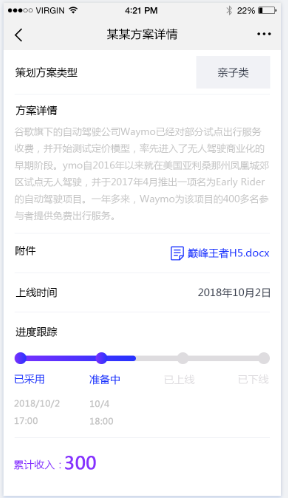 ●●●○○ VIRGIN 4:21 PM 22%
某某方案详情
策划方案类型 亲子类
方案详情
谷歌旗下的自动驾驶公司Waymo已经对部分试点出行服务
收费，并开始测试定价模型，率先进入了无人驾驶商业化的
早期阶段。ymo自2016年以来就在美国亚利桑那州凤凰城郊
区试点无人驾驶，并于2017年4月推出一项名为Early Rider
的自动驾驶项目。一年多来，Waymo为该项目的400多名参
与者提供免费出行服务。
附件 巅峰王者H5.docx
上线时间 2018年10月2日
进度跟踪
已采用 准备中 已上线 已下线
2018/10/2 10/4
17:00 18:00
累计收入：300